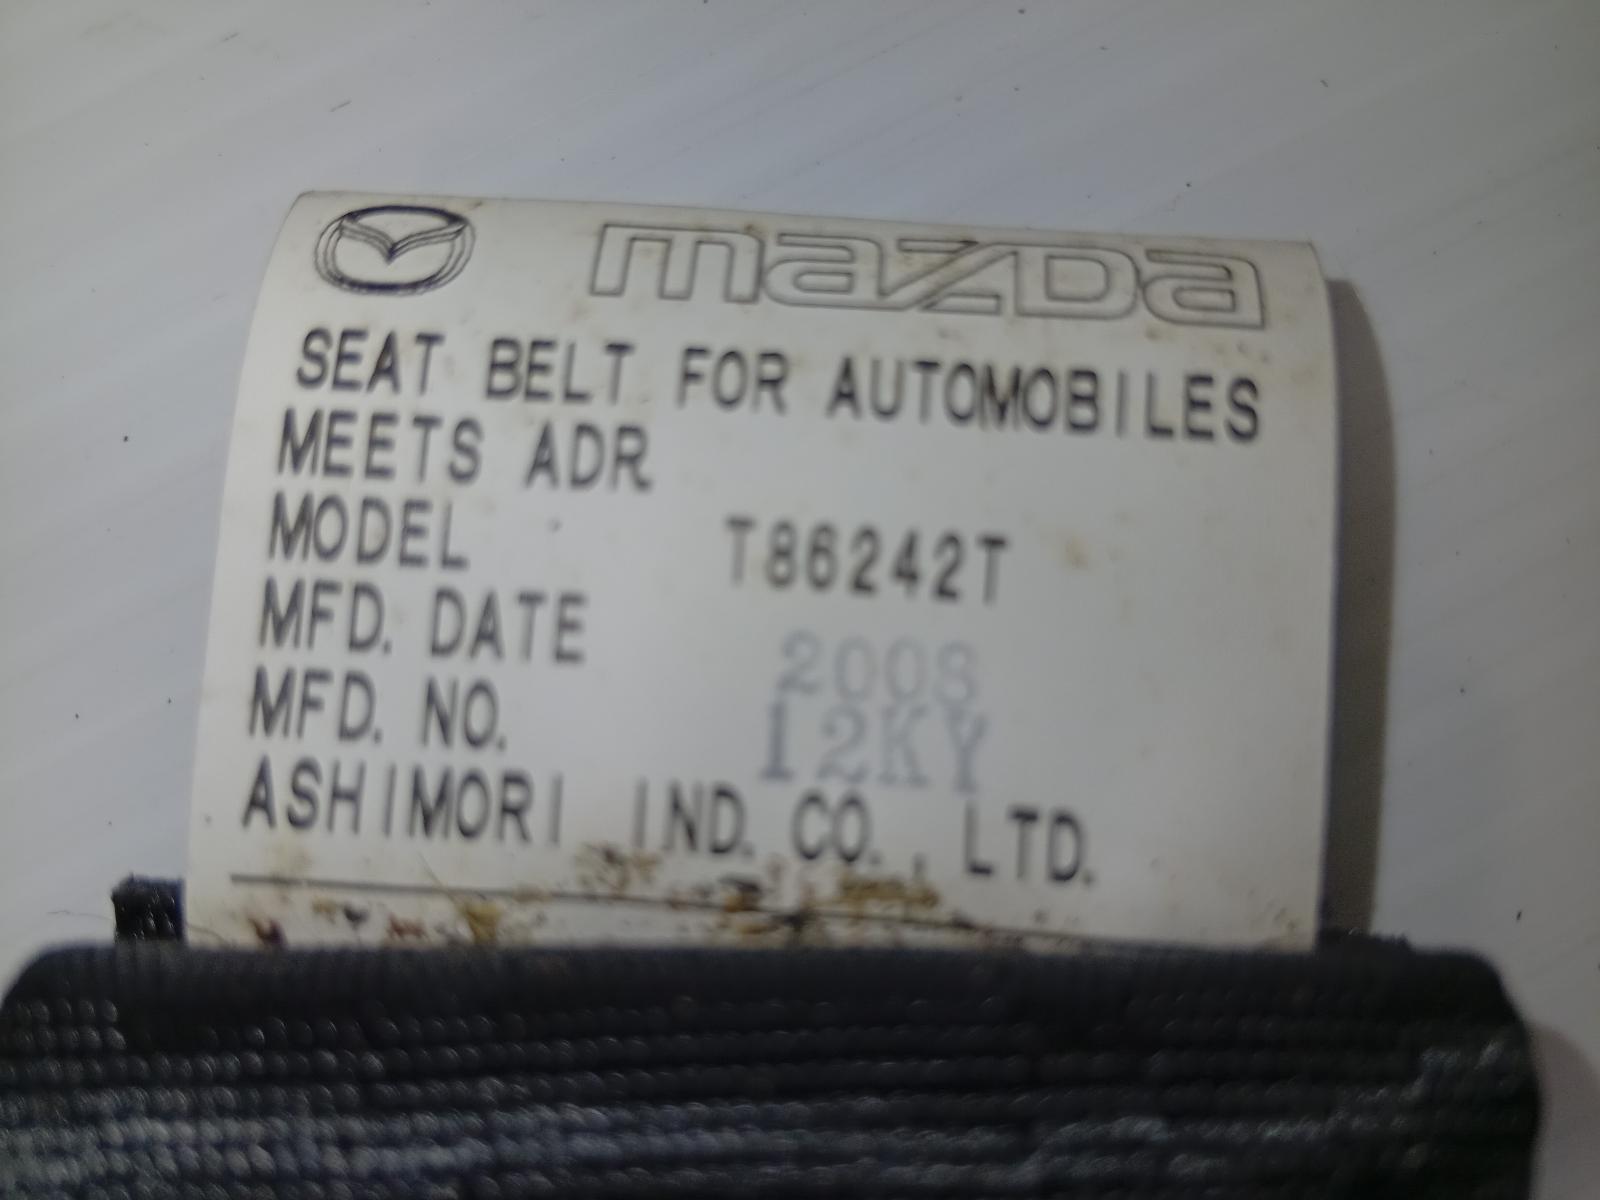 mazda
SEAT BELT FOR AUTOMOBILES
MEETS ADR
MODEL T86242T
MFD. DATE 2008
MFD. NO. 12KY
ASHIMORI IND. CO., LTD.